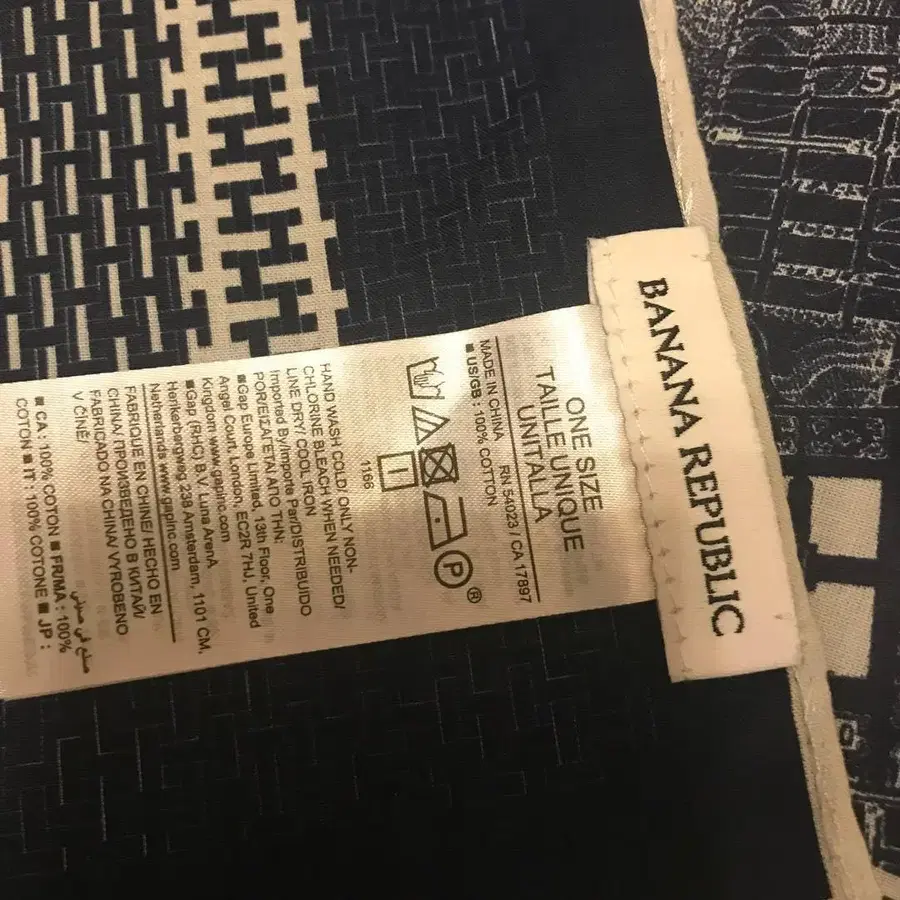 BANANA REPUBLIC
ONE SIZE
TAILLE UNIQUE
UNITALLA
RN 54023 / CA 17897
MADE IN CHINA
■ US/GB : 100% COTTON
P
®
1166
HAND WASH COLD/ ONLY NON-
CHLORINE BLEACH WHEN NEEDED/
LINE DRY/ COOL IRON
Imported By/Importe Par/DISTRIBUIDO
POR/ΕΙΣΑΓΕΤΑΙ ΑΠΟ ΤΗΝ:
■Gap Europe Limited, 13th Floor, One
Angel Court, London, EC2R 7HJ, United
Kingdom www.gapinc.com
■Gap (RHC) B.V. Luna ArenA
Herikerbergweg 238 Amsterdam, 1101 CM,
Netherlands www.gapinc.com
FABRIQUE EN CHINE/ HECHO EN
CHINA/ ПРОИЗВЕДЕНО В КИТАЙ/
FABRICADO NA CHINA/ VYROBENO
V ČÍNĚ/
صنع في صيني
■ CA : 100% COTON ■ FR/MA : 100%
COTON ■ IT : 100% COTONE ■ JP :